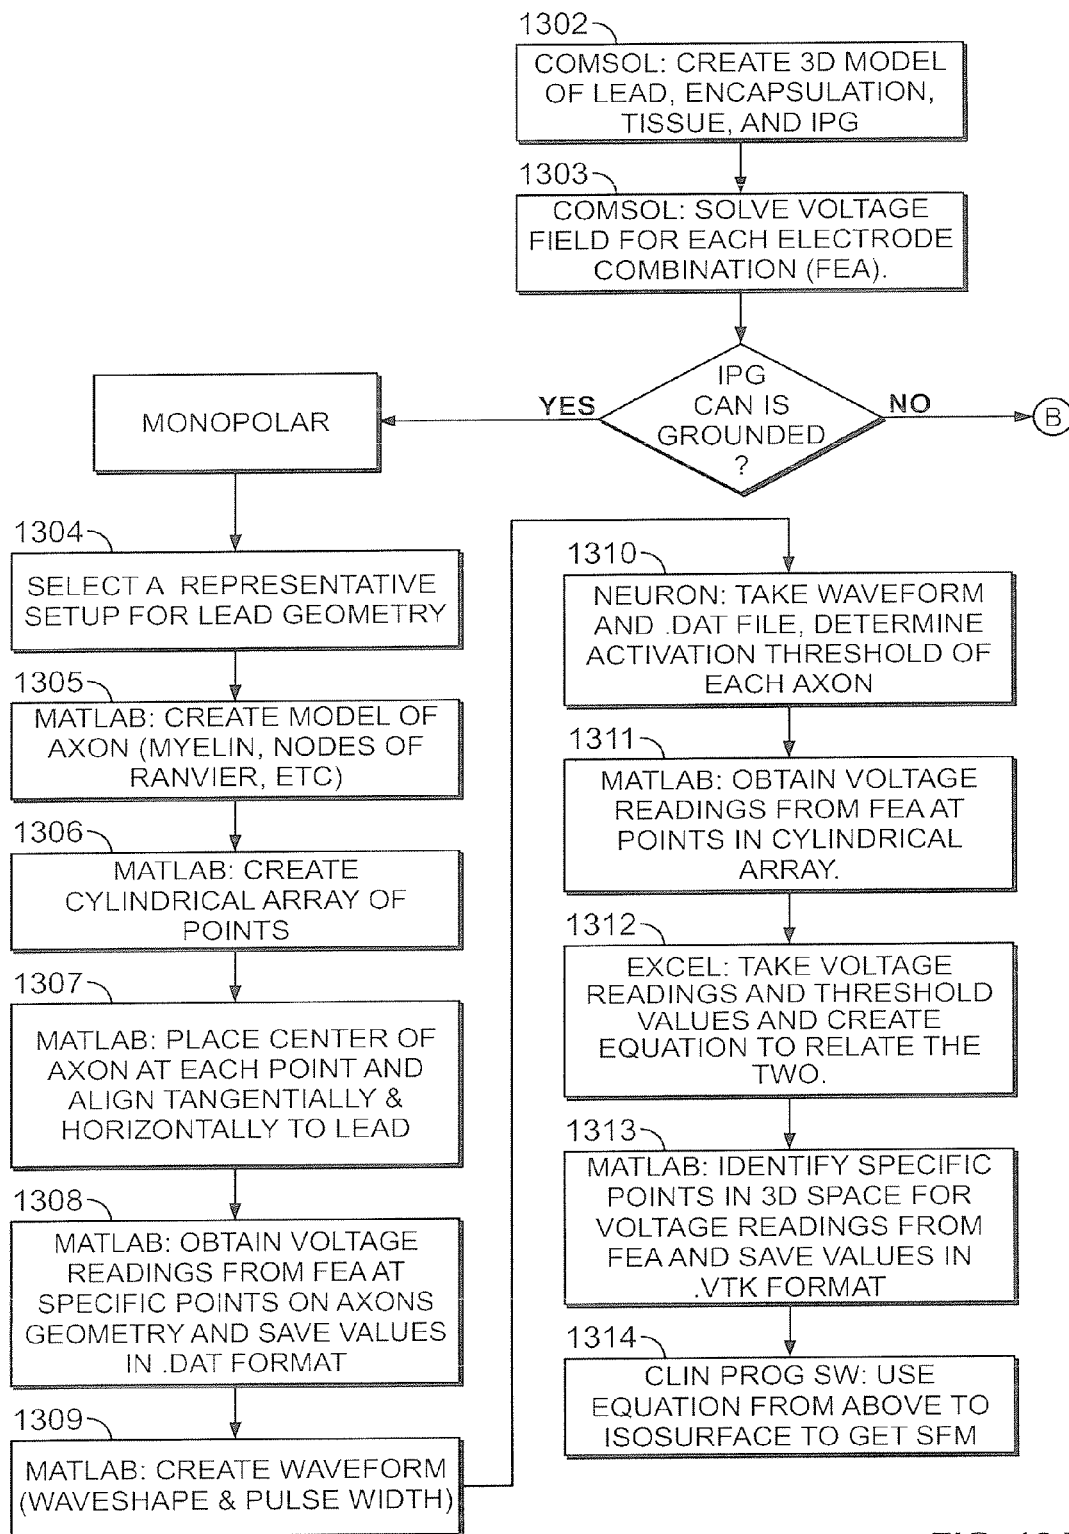 1302
COMSOL: CREATE 3D MODEL
OF LEAD, ENCAPSULATION,
TISSUE, AND IPG
1303
COMSOL: SOLVE VOLTAGE
FIELD FOR EACH ELECTRODE
COMBINATION (FEA).
IPG
CAN IS
GROUNDED
?
YES
NO
B
MONOPOLAR
1304
SELECT A REPRESENTATIVE
SETUP FOR LEAD GEOMETRY
1305
MATLAB: CREATE MODEL OF
AXON (MYELIN, NODES OF
RANVIER, ETC)
1306
MATLAB: CREATE
CYLINDRICAL ARRAY OF
POINTS
1307
MATLAB: PLACE CENTER OF
AXON AT EACH POINT AND
ALIGN TANGENTIALLY &
HORIZONTALLY TO LEAD
1308
MATLAB: OBTAIN VOLTAGE
READINGS FROM FEA AT
SPECIFIC POINTS ON AXONS
GEOMETRY AND SAVE VALUES
IN .DAT FORMAT
1309
MATLAB: CREATE WAVEFORM
(WAVESHAPE & PULSE WIDTH)
1310
NEURON: TAKE WAVEFORM
AND .DAT FILE, DETERMINE
ACTIVATION THRESHOLD OF
EACH AXON
1311
MATLAB: OBTAIN VOLTAGE
READINGS FROM FEA AT
POINTS IN CYLINDRICAL
ARRAY.
1312
EXCEL: TAKE VOLTAGE
READINGS AND THRESHOLD
VALUES AND CREATE
EQUATION TO RELATE THE
TWO.
1313
MATLAB: IDENTIFY SPECIFIC
POINTS IN 3D SPACE FOR
VOLTAGE READINGS FROM
FEA AND SAVE VALUES IN
.VTK FORMAT
1314
CLIN PROG SW: USE
EQUATION FROM ABOVE TO
ISOSURFACE TO GET SFM